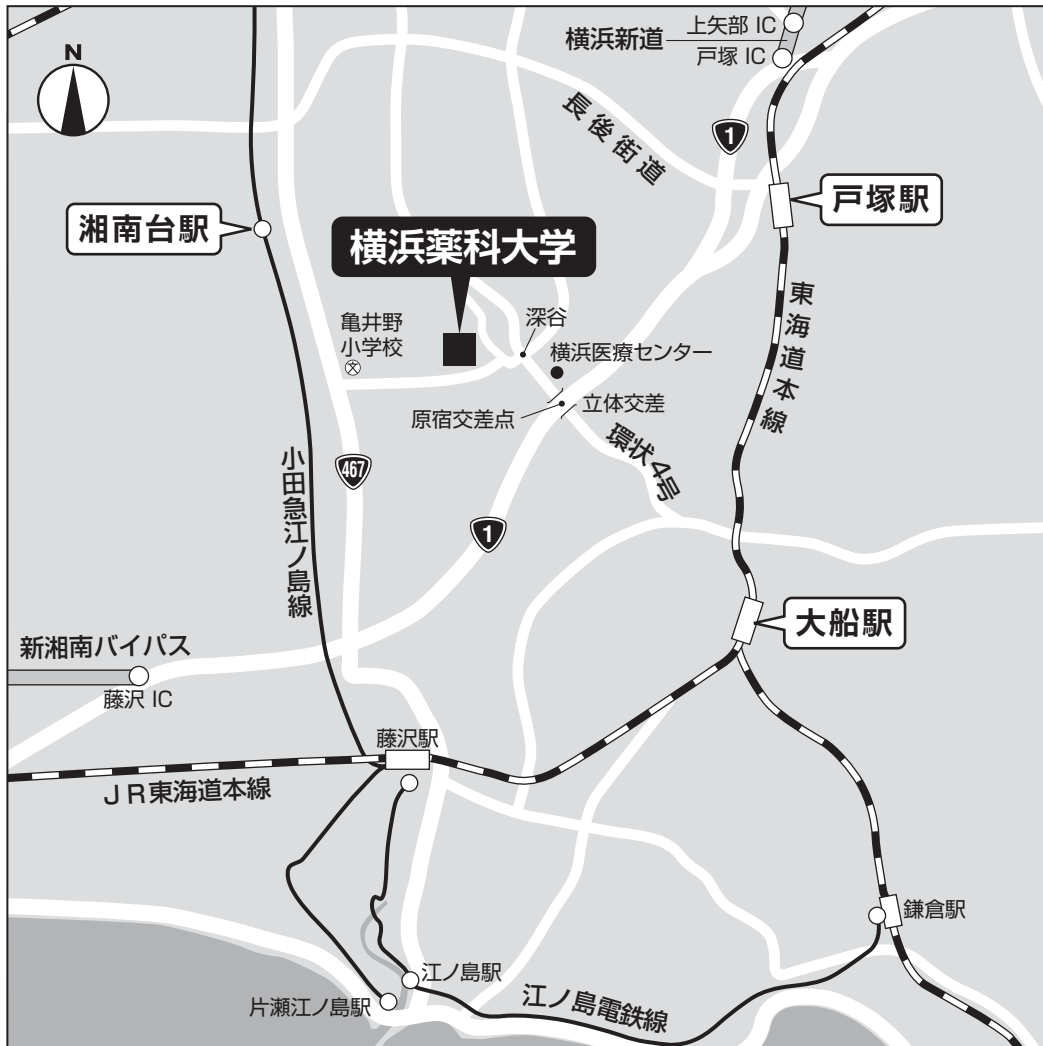 N
横浜新道
上矢部 IC
戸塚 IC
長後街道
1
戸塚駅
湘南台駅
横浜薬科大学
亀井野
小学校
深谷
横浜医療センター
東海道本線
原宿交差点
立体交差
環状4号
467
小田急江ノ島線
1
大船駅
新湘南バイパス
藤沢 IC
藤沢駅
JR東海道本線
鎌倉駅
江ノ島駅
片瀬江ノ島駅
江ノ島電鉄線